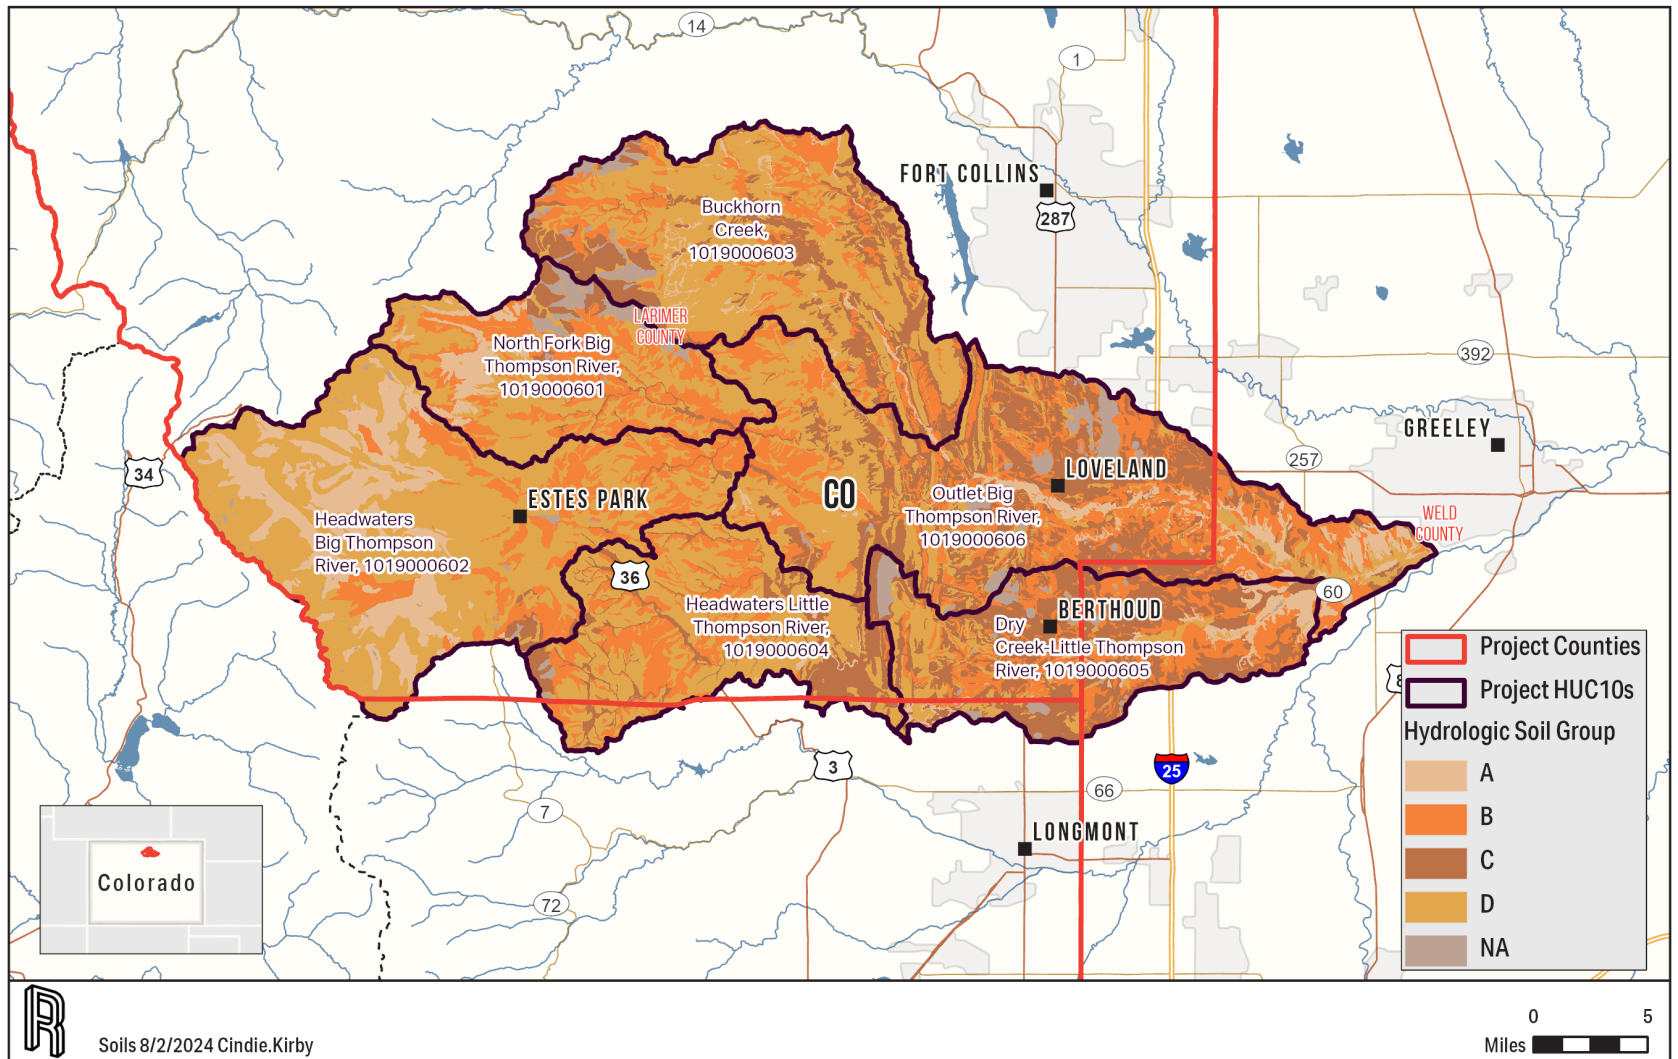 14
1
FORT COLLINS
287
Buckhorn
Creek,
1019000603
LARIMER
COUNTY
North Fork Big
Thompson River,
1019000601
392
GREELEY
257
34
LOVELAND
CO
ESTES PARK
Outlet Big
Thompson River,
1019000606
WELD
COUNTY
Headwaters
Big Thompson
River, 1019000602
36
60
BERTHOUD
Headwaters Little
Thompson River,
1019000604
Dry
Creek-Little Thompson
River, 1019000605
Project Counties
8
Project HUC10s
Hydrologic Soil Group
A
B
C
D
NA
3
25
66
7
LONGMONT
Colorado
72
R
0 5
Miles
Soils 8/2/2024 Cindie.Kirby